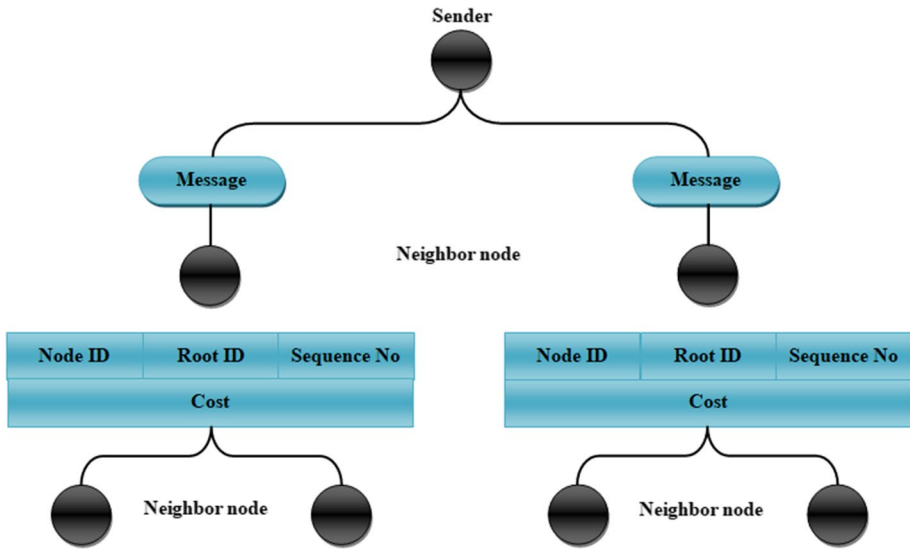 Sender
Message
Message
Neighbor node
Node ID Root ID Sequence No
Cost
Node ID Root ID Sequence No
Cost
Neighbor node
Neighbor node